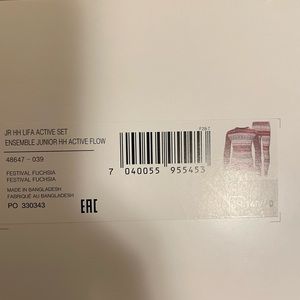 JR HH LIFA ACTIVE SET
ENSEMBLE JUNIOR HH ACTIVE FLOW
48647 - 039
FESTIVAL FUCHSIA
FESTIVAL FUCHSIA
MADE IN BANGLADESH
FABRIQUÉ AU BANGLADESH
PO 330343
EAC
7 040055 955453